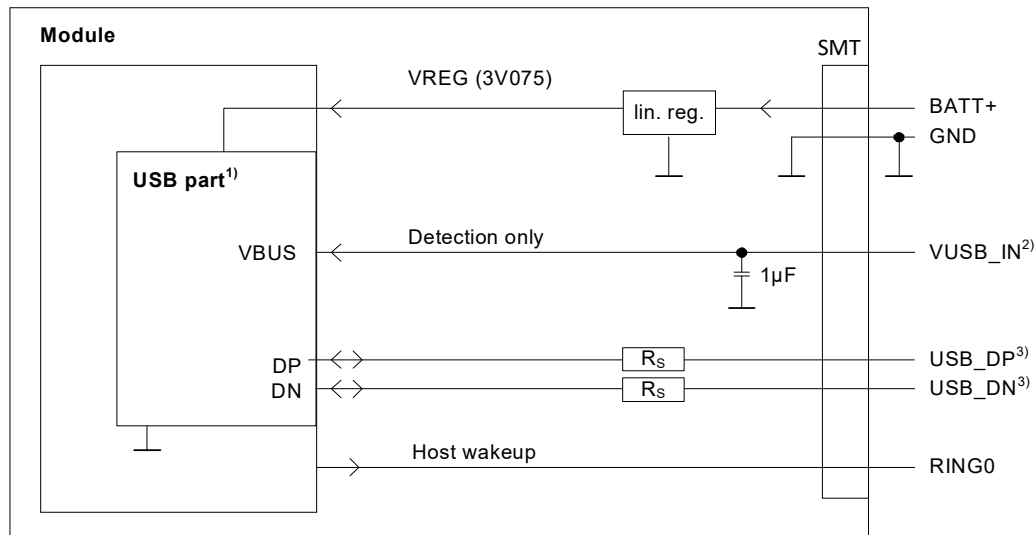 Module
SMT
VREG (3V075)
lin. reg.
BATT+
GND
USB part1)
VBUS
Detection only
1µF
VUSB_IN2)
DP
RS
USB_DP3)
DN
RS
USB_DN3)
Host wakeup
RING0